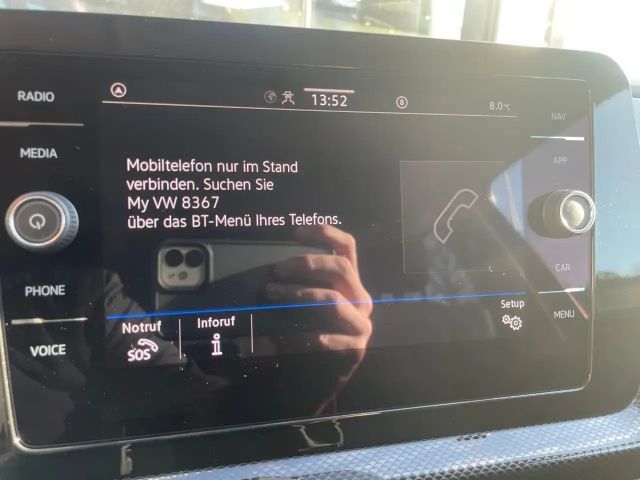 RADIO
MEDIA
PHONE
VOICE
13:52
8
8.0°C
Mobiltelefon nur im Stand
verbinden. Suchen Sie
My VW 8367
über das BT-Menü Ihres Telefons.
Notruf
SOS
Inforuf
i
Setup
NAV
APP
CAR
MENU